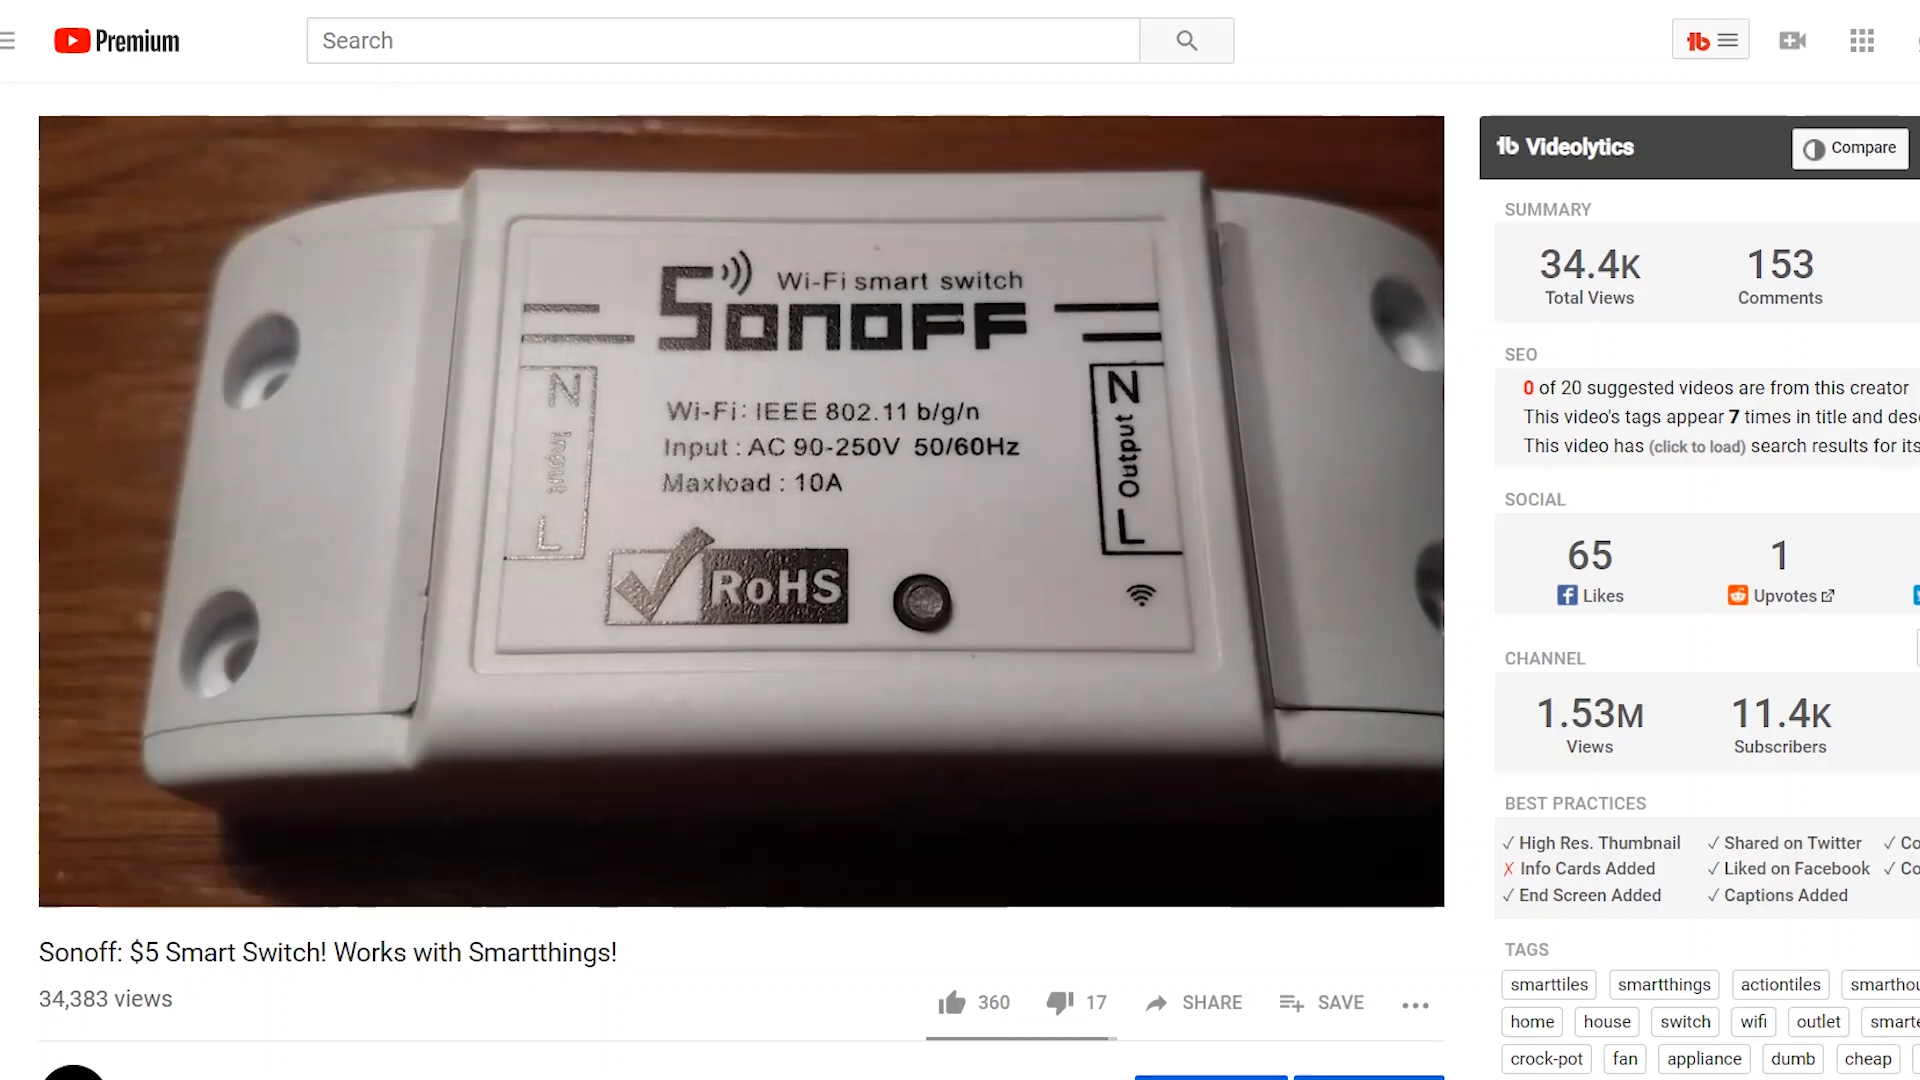 Premium
Search
Wi-Fi smart switch
SONOFF
N Input L
Wi-Fi: IEEE 802.11 b/g/n
Input : AC 90-250V 50/60Hz
Maxload : 10A
N Output L
RoHS
Sonoff: $5 Smart Switch! Works with Smartthings!
34,383 views
360
17
SHARE
SAVE
tb
tb Videolytics
Compare
SUMMARY
34.4K
153
Total Views
Comments
SEO
0 of 20 suggested videos are from this creator
This video's tags appear 7 times in title and
This video has (click to load) search results for its
SOCIAL
65
1
Likes
Upvotes
CHANNEL
1.53M
11.4K
Views
Subscribers
BEST PRACTICES
✓ High Res. Thumbnail ✓ Shared on Twitter ✓
X Info Cards Added ✓ Liked on Facebook ✓
✓ End Screen Added ✓ Captions Added
TAGS
smarttiles smartthings actiontiles
home house switch wifi outlet
crock-pot fan appliance dumb cheap